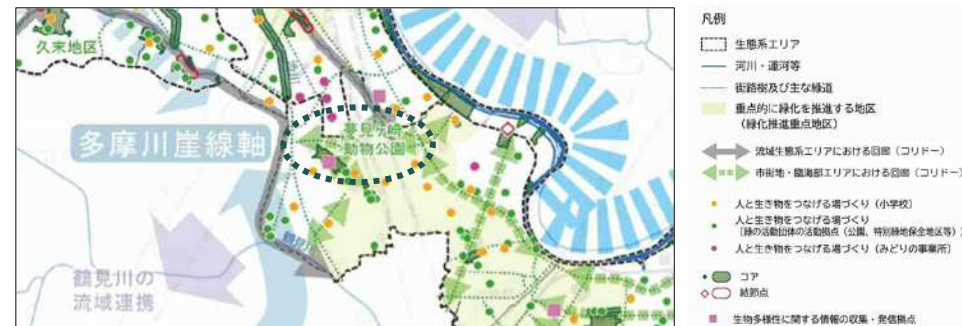 久末地区
多摩川崖線軸
夢見ヶ崎
動物公園
鶴見川
鶴見川の
流域連携
凡例
生態系エリア
河川・運河等
街路樹及び主な緑道
重点的に緑化を推進する地区
（緑化推進重点地区）
流域生態系エリアにおける回廊（コリドー）
市街地・臨海部エリアにおける回廊（コリドー）
人と生き物をつなげる場づくり（小学校）
人と生き物をつなげる場づくり
（緑の活動団体の活動拠点（公園、特別緑地保全地区等））
人と生き物をつなげる場づくり（みどりの事業所）
コア
結節点
生物多様性に関する情報の収集・発信拠点